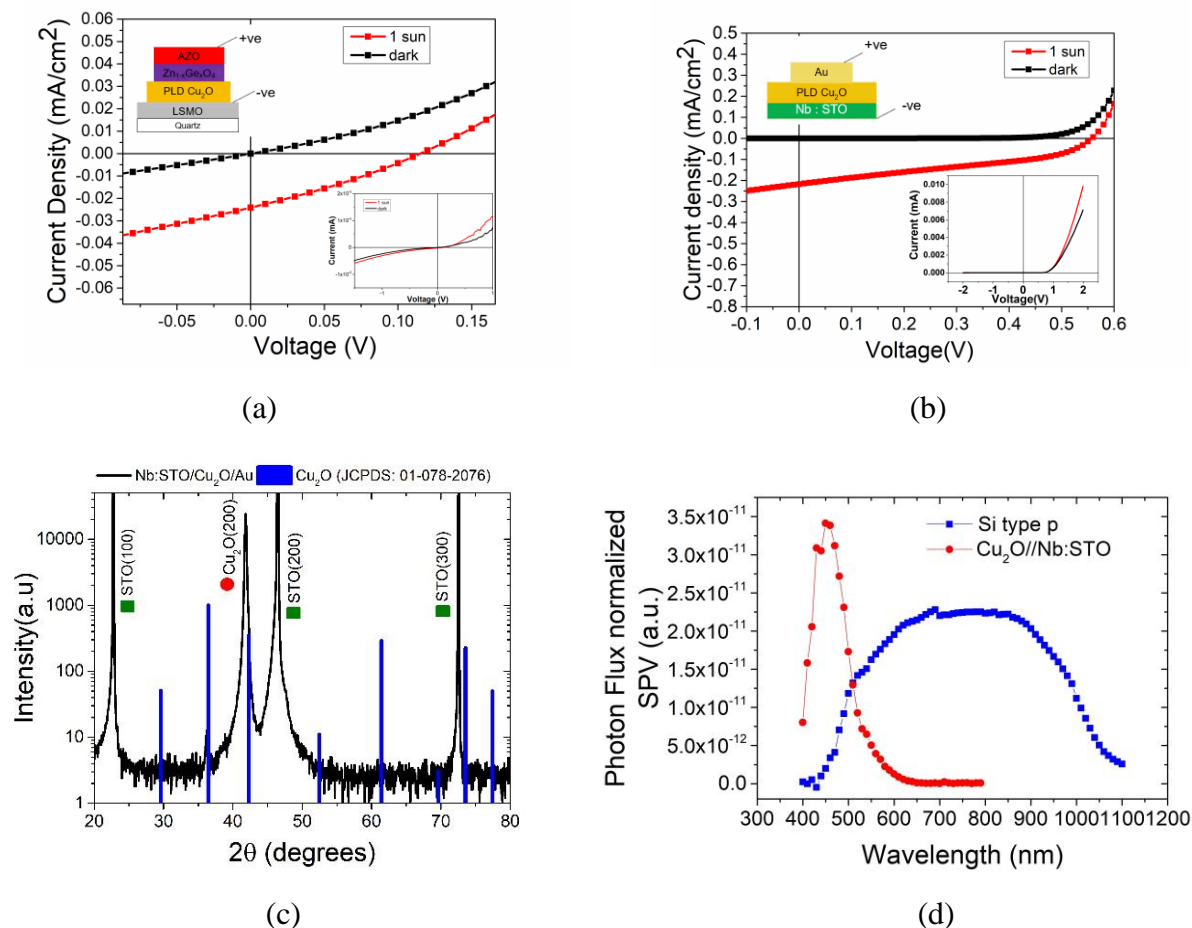 0.06
0.05
0.04
0.03
0.02
0.01
0.00
-0.01
-0.02
-0.03
-0.04
-0.05
-0.06
Current Density (mA/cm²)
-0.05 0.00 0.05 0.10 0.15
Voltage (V)
1 sun
dark
+ve
AZO
Zn₁₋ₓGeₓO₄
PLD Cu₂O
-ve
LSMO
Quartz
1 sun
dark
0
Current (mA)
-1 0 1
Voltage (V)
(a)
0.5
0.4
0.3
0.2
0.1
0.0
-0.1
-0.2
-0.3
-0.4
-0.5
-0.6
-0.7
-0.8
Current density (mA/cm²)
-0.1 0.0 0.1 0.2 0.3 0.4 0.5 0.6
Voltage(V)
1 sun
dark
+ve
Au
PLD Cu₂O
Nb : STO
-ve
0.010
0.008
0.006
0.004
0.002
0.000
Current (mA)
-2 -1 0 1 2
Voltage(V)
(b)
Nb:STO/Cu₂O/Au Cu₂O (JCPDS: 01-078-2076)
10000
1000
100
10
1
Intensity(a.u)
STO(100)
Cu₂O(200)
STO(200)
STO(300)
20 30 40 50 60 70 80
2θ (degrees)
(c)
3.5x10⁻¹¹
3.0x10⁻¹¹
2.5x10⁻¹¹
2.0x10⁻¹¹
1.5x10⁻¹¹
1.0x10⁻¹¹
5.0x10⁻¹²
0.0
Photon Flux normalized
SPV (a.u.)
Si type p
Cu₂O//Nb:STO
300 400 500 600 700 800 900 1000 1100 1200
Wavelength (nm)
(d)